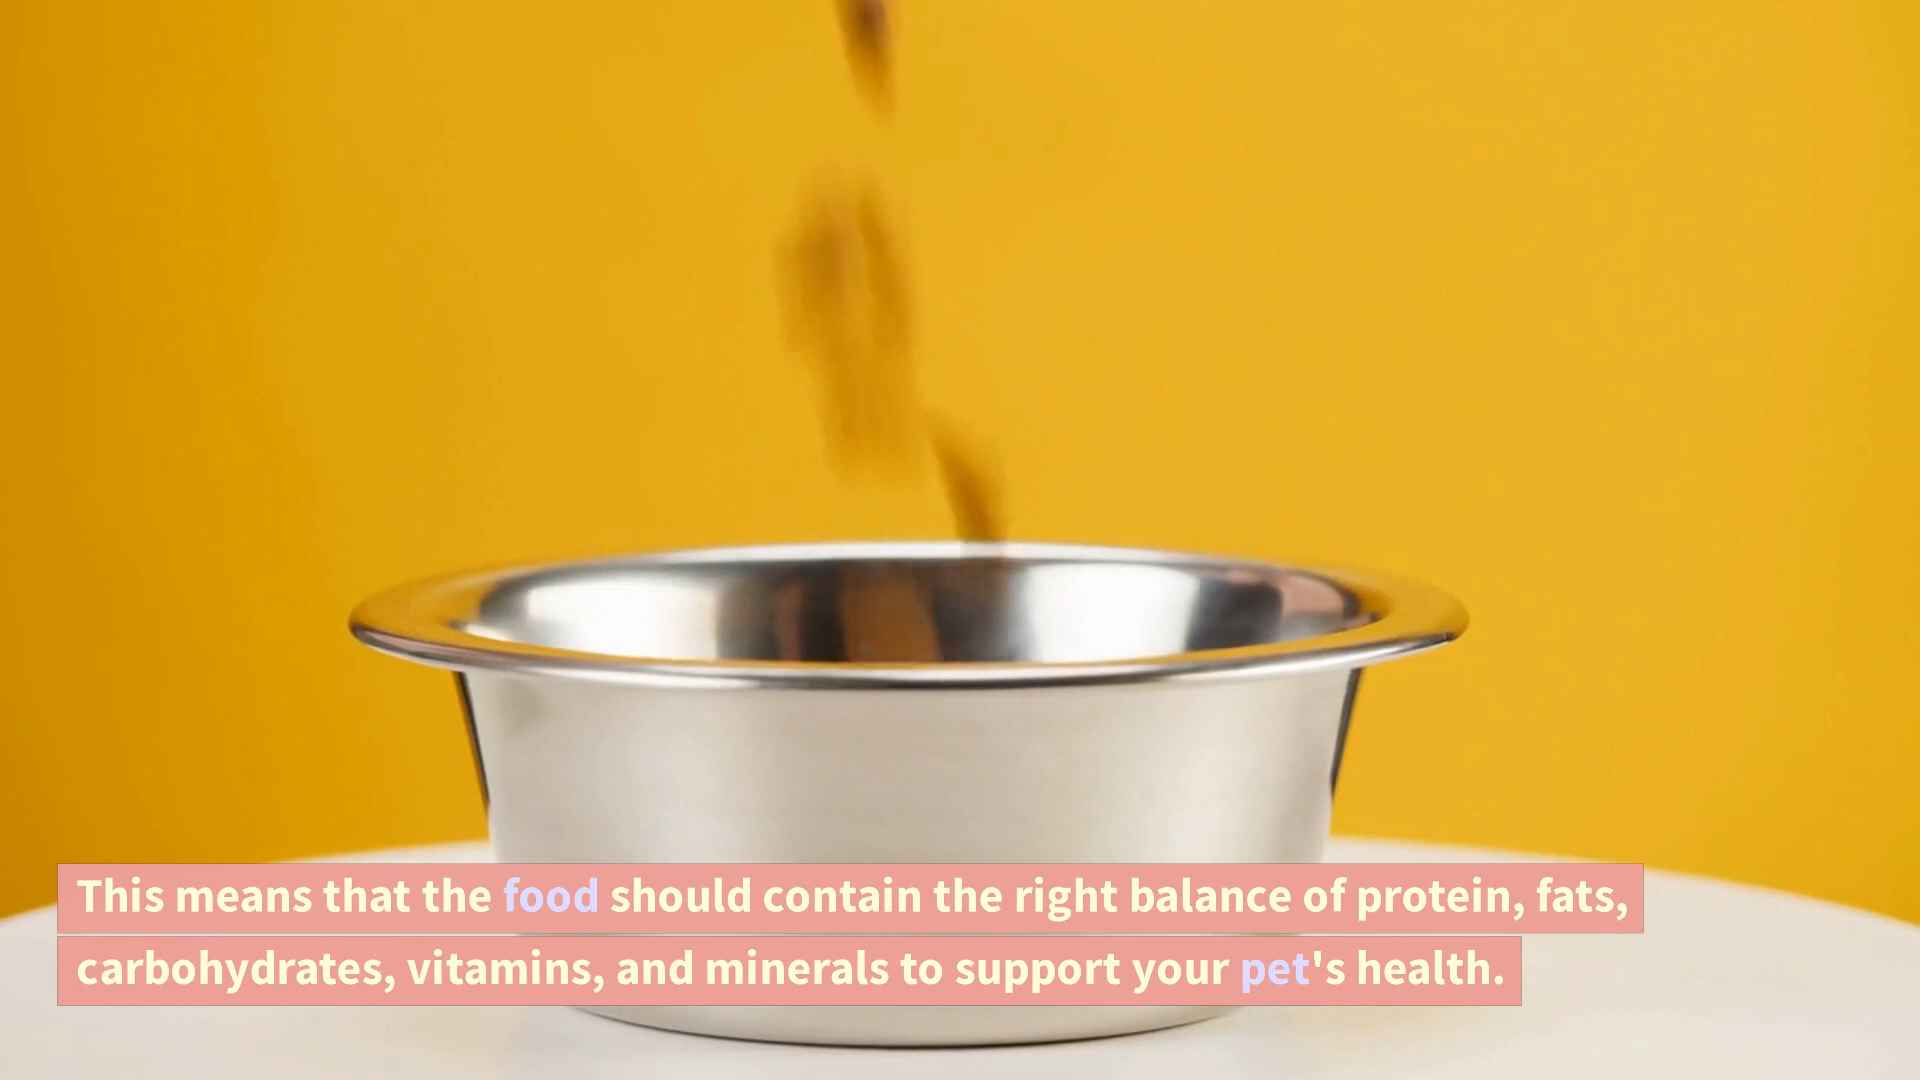 This means that the food should contain the right balance of protein, fats,
carbohydrates, vitamins, and minerals to support your pet's health.